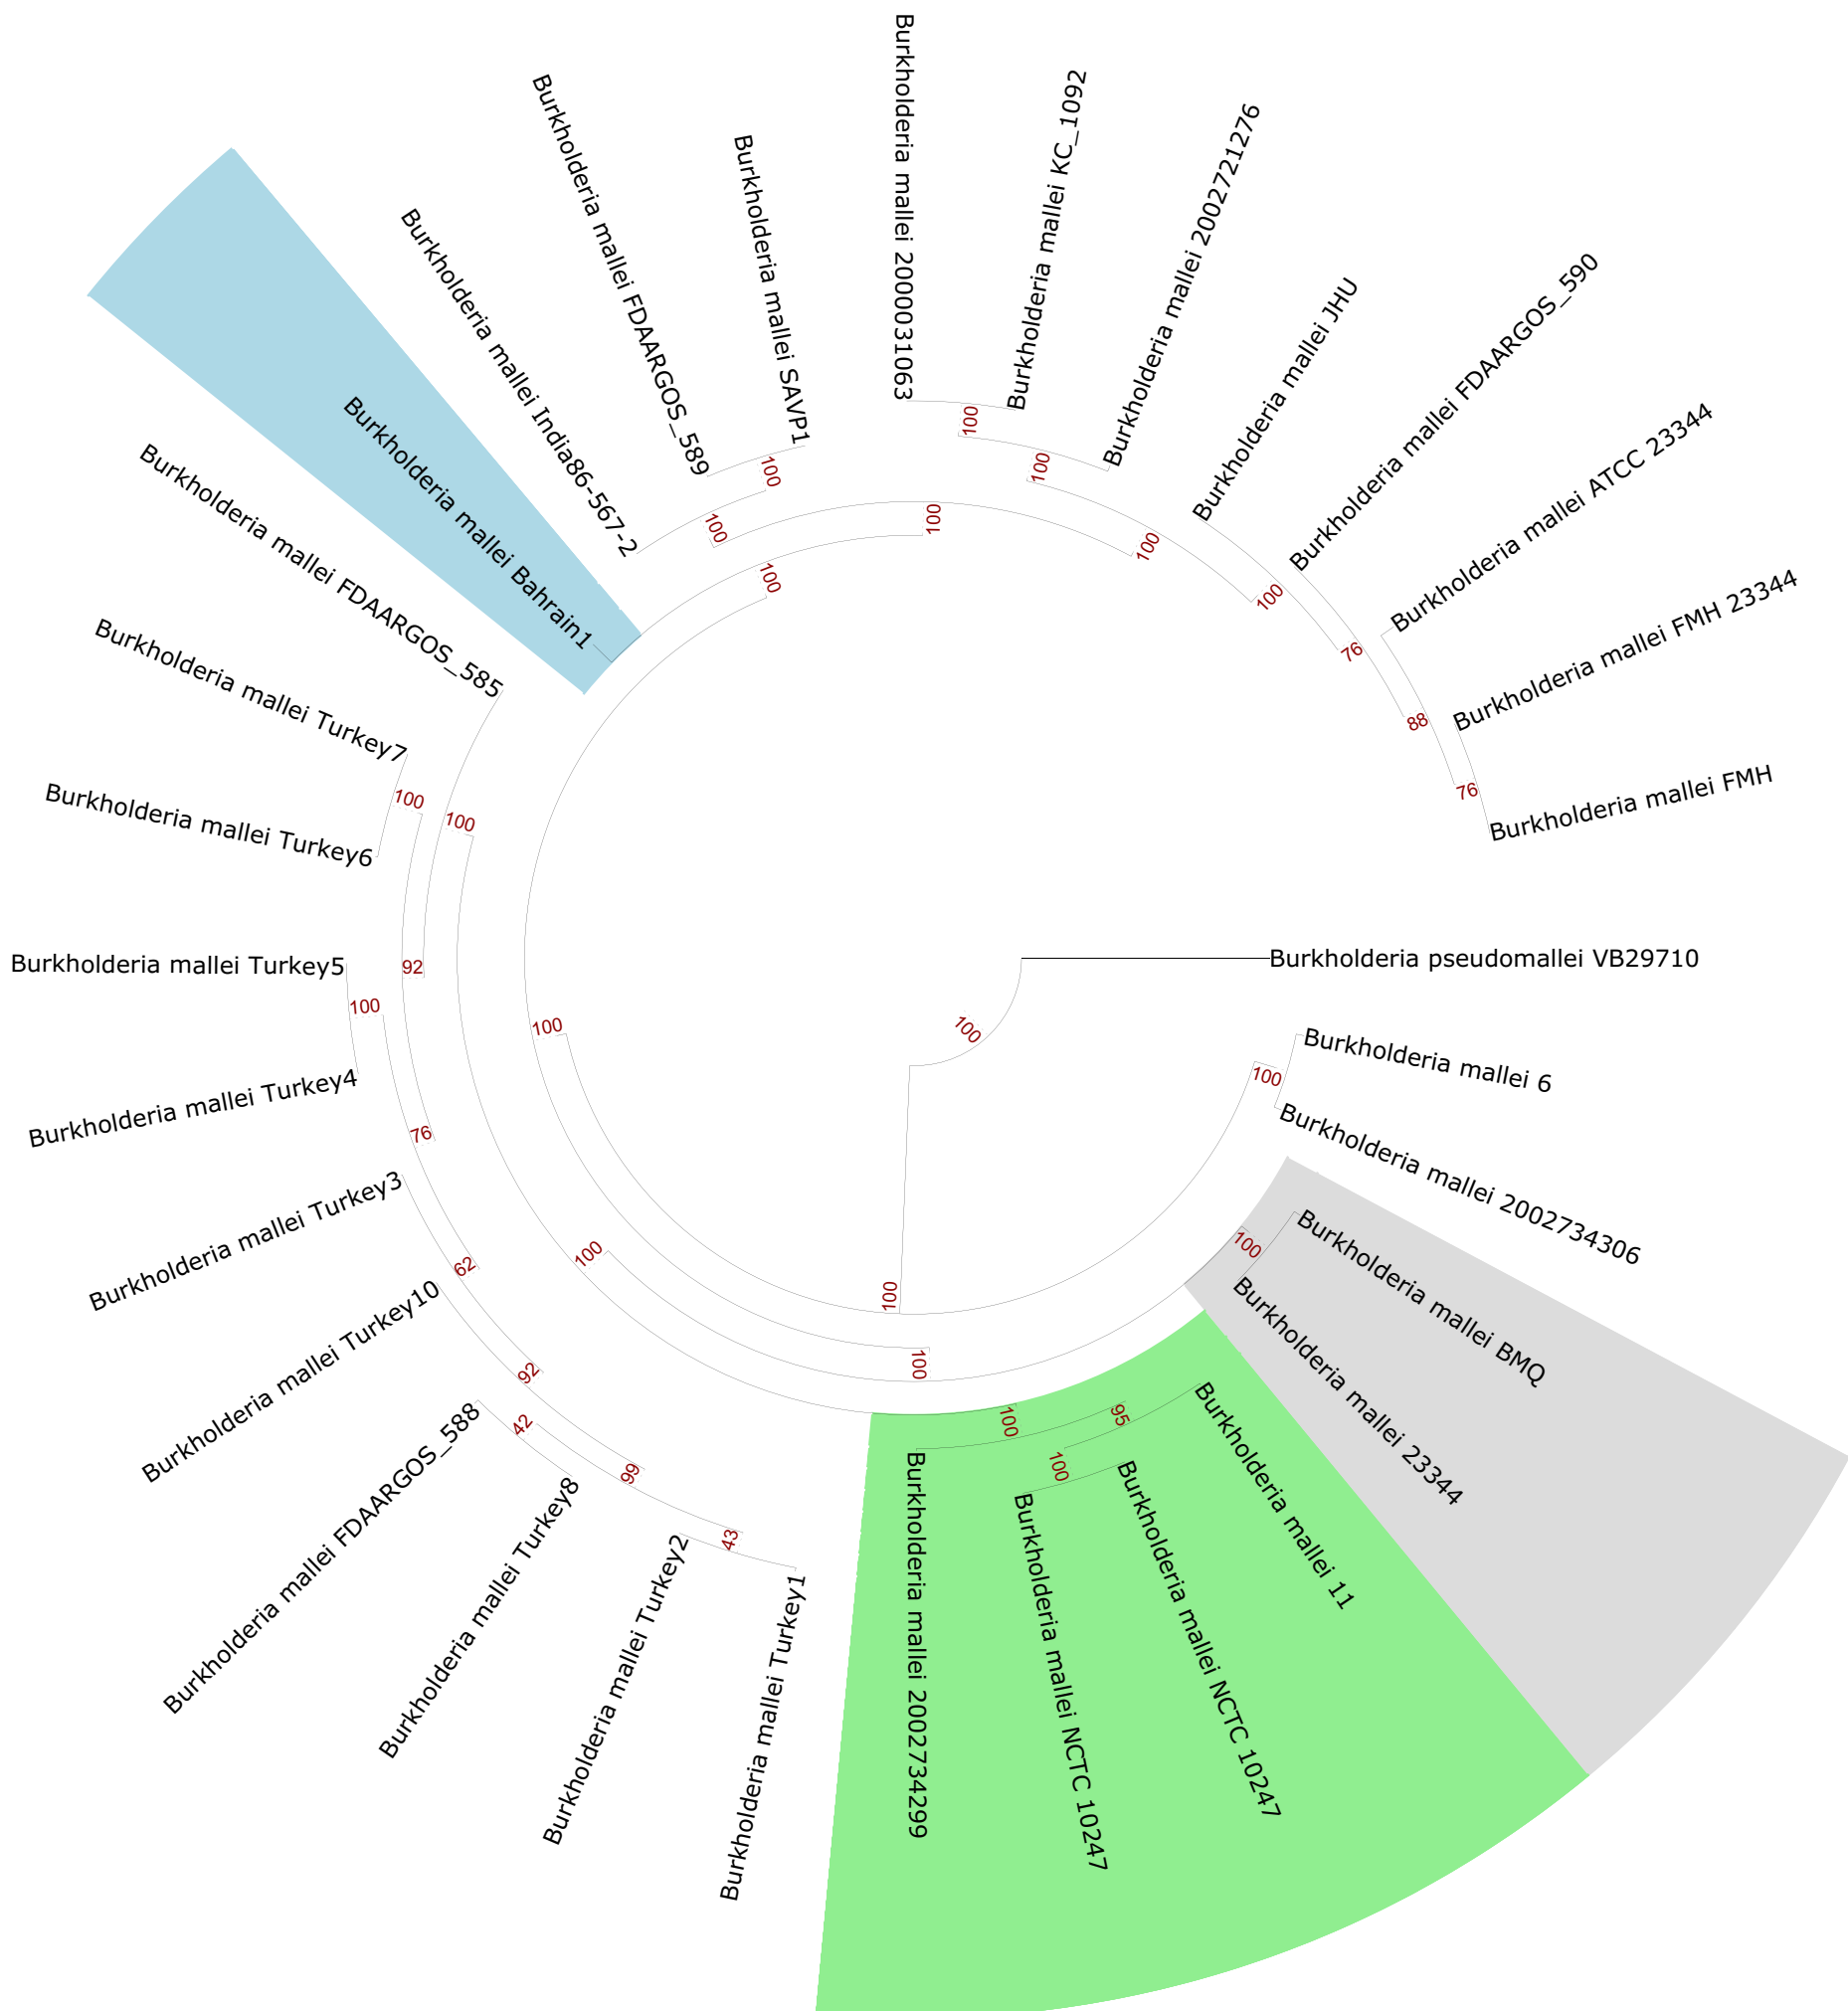 Burkholderia mallei 2000031063
Burkholderia mallei KC_1092
Burkholderia mallei 2002721276
Burkholderia mallei JHU
Burkholderia mallei FDAARGOS_590
Burkholderia mallei ATCC 23344
Burkholderia mallei FMH 23344
Burkholderia mallei FMH
Burkholderia pseudomallei VB29710
Burkholderia mallei 6
Burkholderia mallei 2002734306
Burkholderia mallei BMQ
Burkholderia mallei 23344
Burkholderia mallei 11
Burkholderia mallei NCTC 10247
Burkholderia mallei NCTC 10247
Burkholderia mallei 2002734299
Burkholderia mallei Turkey1
Burkholderia mallei Turkey2
Burkholderia mallei Turkey8
Burkholderia mallei FDAARGOS_588
Burkholderia mallei Turkey10
Burkholderia mallei Turkey3
Burkholderia mallei Turkey4
Burkholderia mallei Turkey5
Burkholderia mallei Turkey6
Burkholderia mallei Turkey7
Burkholderia mallei FDAARGOS_585
Burkholderia mallei Bahrain1
Burkholderia mallei India86-567-2
Burkholderia mallei FDAARGOS_589
Burkholderia mallei SAVP1
100
100
100
100
76
88
76
100
100
100
100
100
100
95
100
100
100
100
43
99
42
92
62
76
100
92
100
100
100
100
100